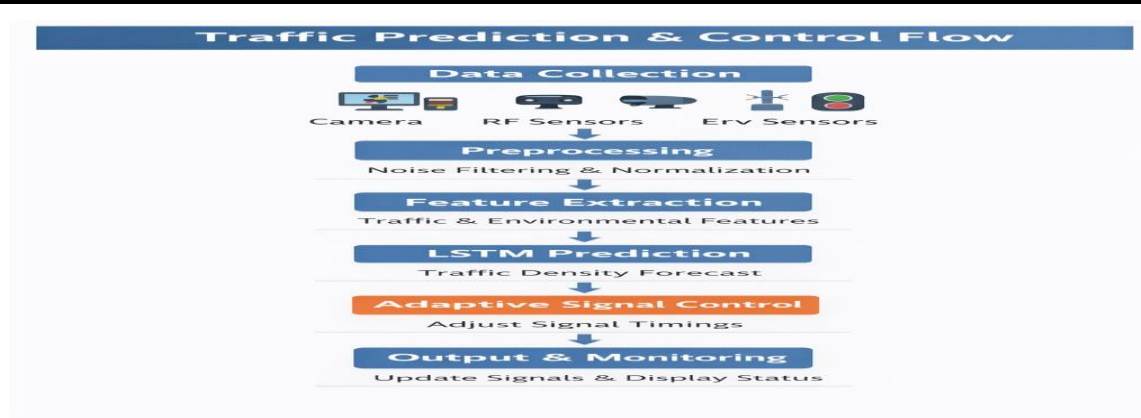 Traffic Prediction & Control Flow
Data Collection
Camera RF Sensors Erv Sensors
Preprocessing
Noise Filtering & Normalization
Feature Extraction
Traffic & Environmental Features
LSTM Prediction
Traffic Density Forecast
Adaptive Signal Control
Adjust Signal Timings
Output & Monitoring
Update Signals & Display Status